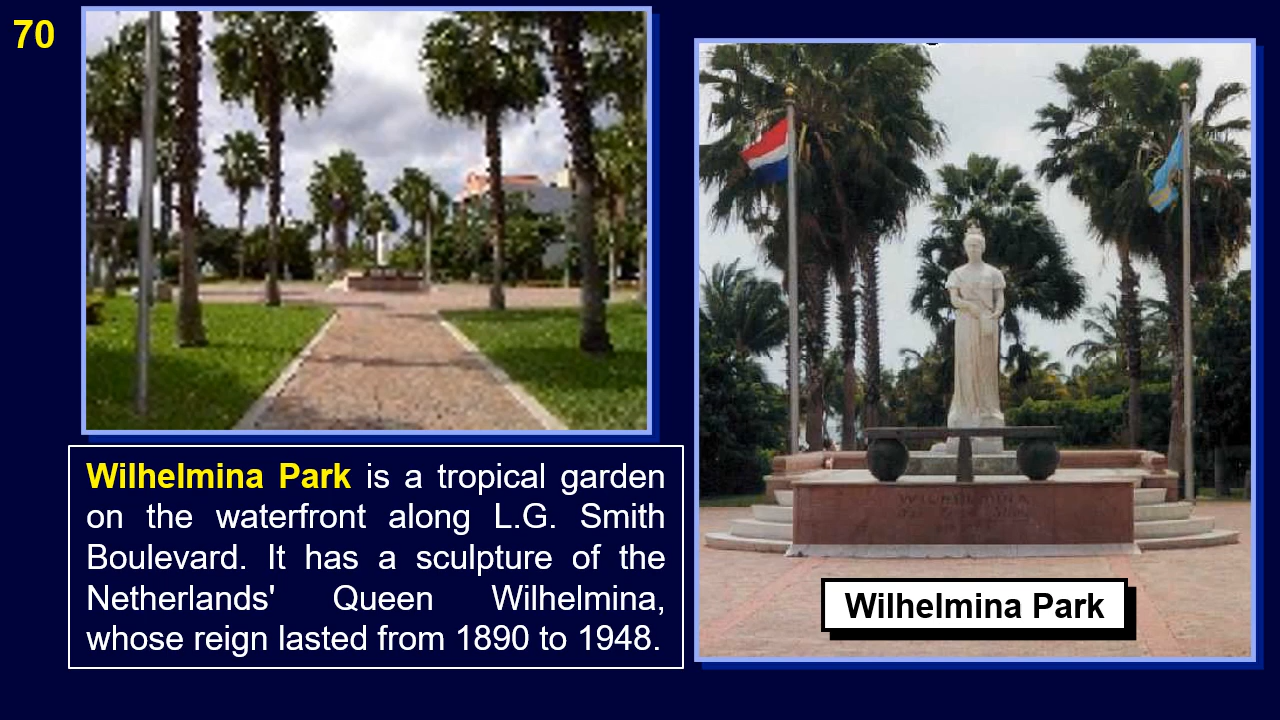 70
Wilhelmina Park is a tropical garden
on the waterfront along L.G. Smith
Boulevard. It has a sculpture of the
Netherlands' Queen Wilhelmina,
whose reign lasted from 1890 to 1948.
WILHELMINA
Wilhelmina Park